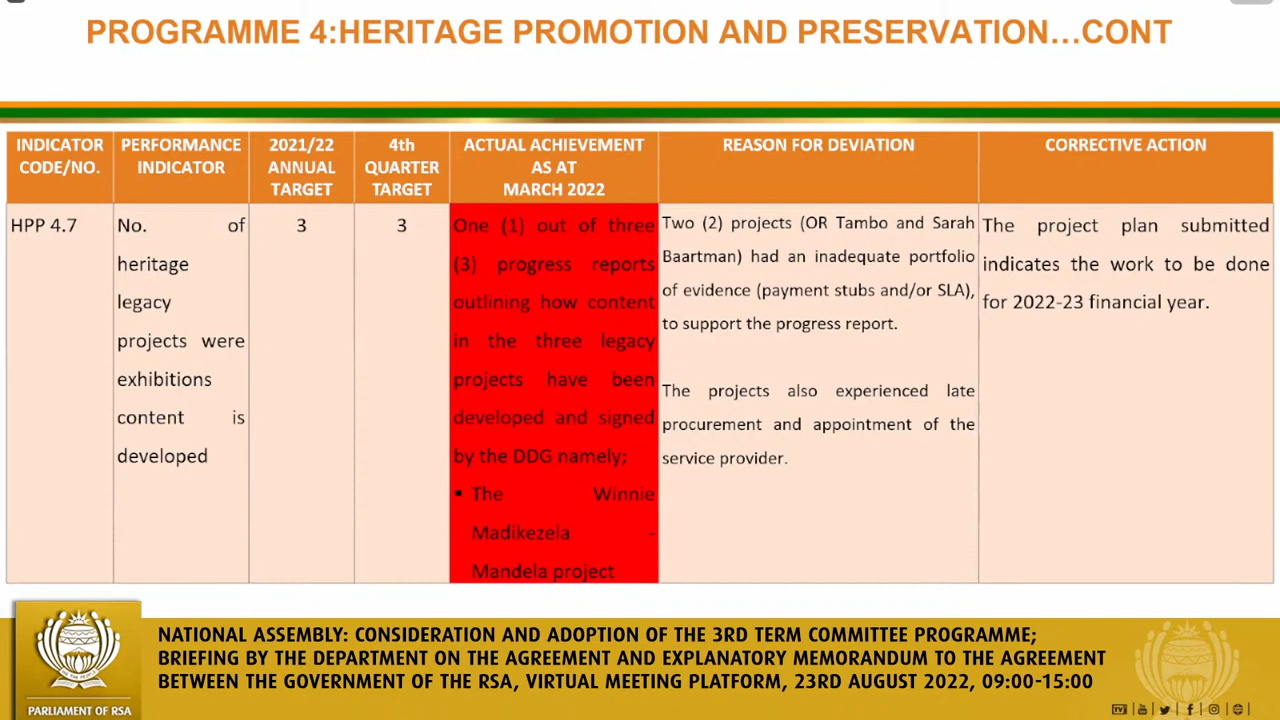 PROGRAMME 4:HERITAGE PROMOTION AND PRESERVATION...CONT
INDICATOR
CODE/NO.
PERFORMANCE
INDICATOR
2021/22
ANNUAL
TARGET
4th
QUARTER
TARGET
ACTUAL ACHIEVEMENT
AS AT
MARCH 2022
REASON FOR DEVIATION
CORRECTIVE ACTION
HPP 4.7
No. of
heritage
legacy
projects were
exhibitions
content is
developed
3
3
One (1) out of three
(3) progress reports
outlining how content
in the three legacy
projects have been
developed and signed
by the DDG namely;
▪ The Winnie
Madikezela -
Mandela project
Two (2) projects (OR Tambo and Sarah
Baartman) had an inadequate portfolio
of evidence (payment stubs and/or SLA),
to support the progress report.
The projects also experienced late
procurement and appointment of the
service provider.
The project plan submitted
indicates the work to be done
for 2022-23 financial year.
NATIONAL ASSEMBLY: CONSIDERATION AND ADOPTION OF THE 3RD TERM COMMITTEE PROGRAMME;
BRIEFING BY THE DEPARTMENT ON THE AGREEMENT AND EXPLANATORY MEMORANDUM TO THE AGREEMENT
BETWEEN THE GOVERNMENT OF THE RSA, VIRTUAL MEETING PLATFORM, 23RD AUGUST 2022, 09:00-15:00
PARLIAMENT OF RSA